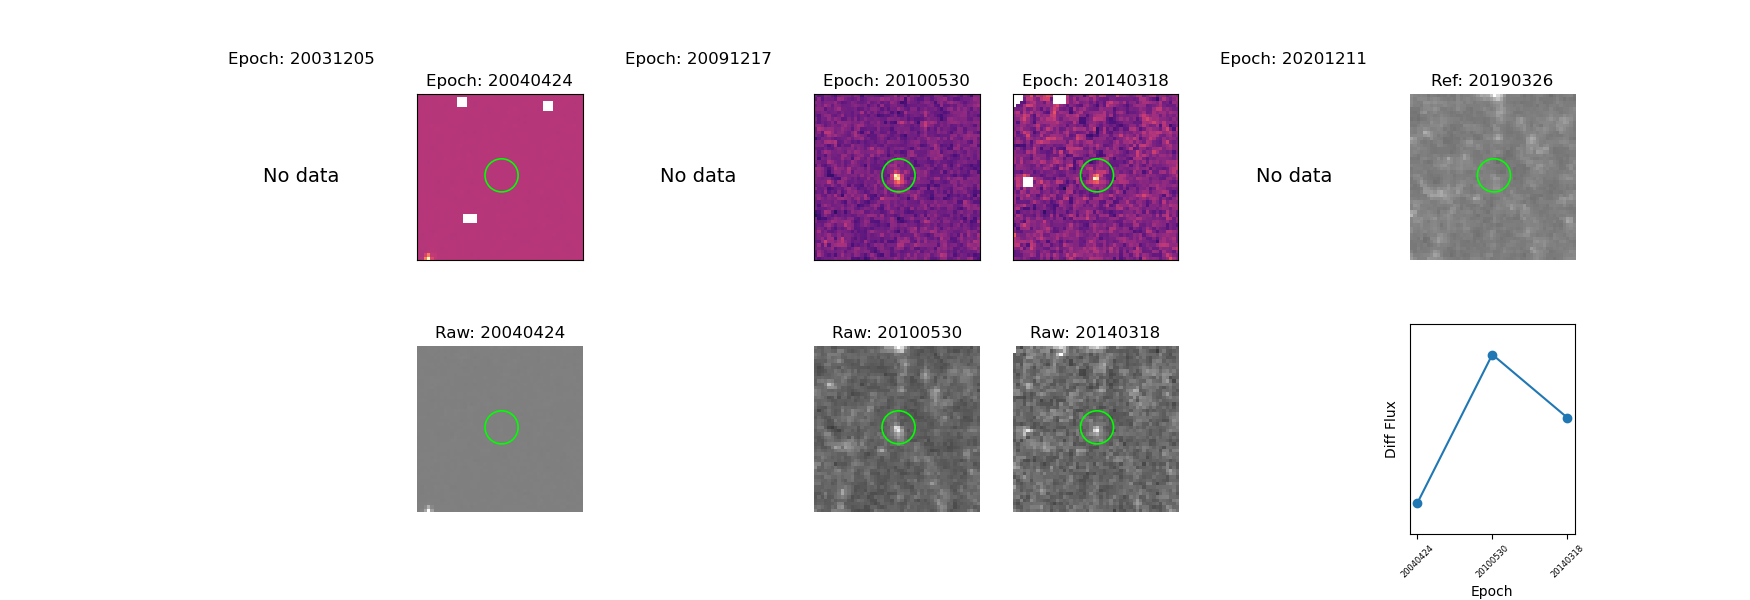 Epoch: 20031205
Epoch: 20040424
Epoch: 20091217
Epoch: 20100530
Epoch: 20140318
Epoch: 20201211
Ref: 20190326
No data
No data
No data
Raw: 20040424
Raw: 20100530
Raw: 20140318
Diff Flux
20040424
20100530
20140318
Epoch